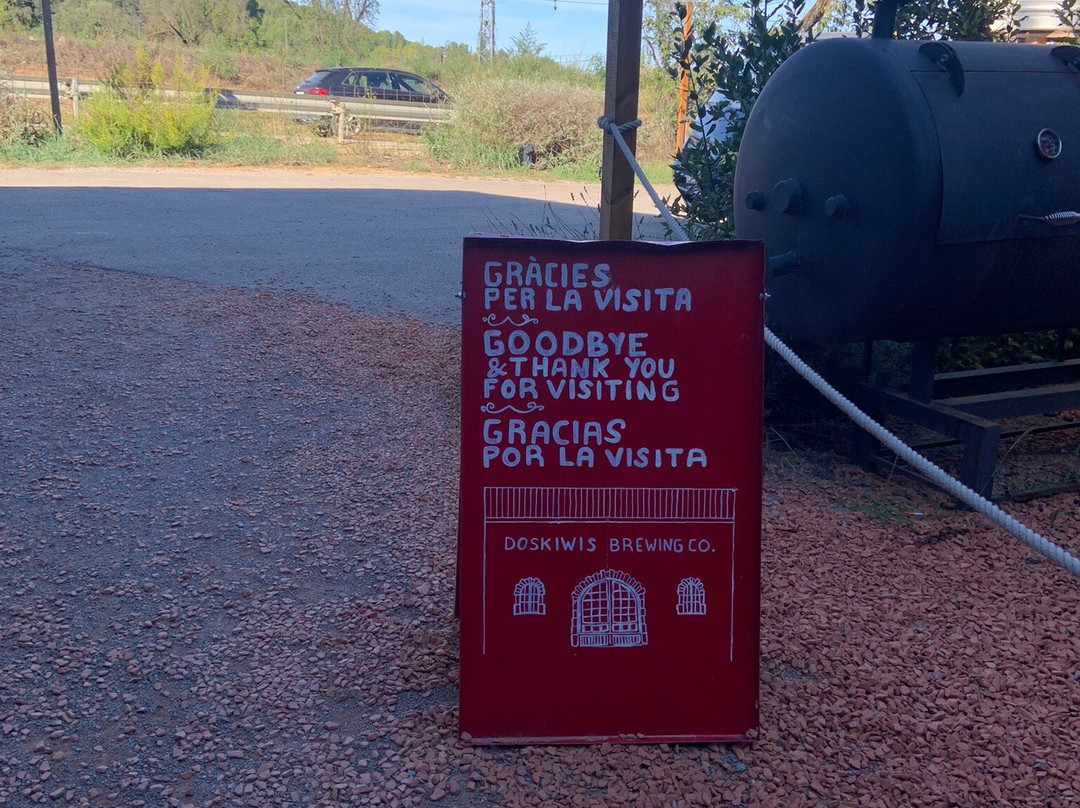 GRÀCIES
PER LA VISITA
GOODBYE
& THANK YOU
FOR VISITING
GRACIAS
POR LA VISITA
DOSKIWIS BREWING CO.